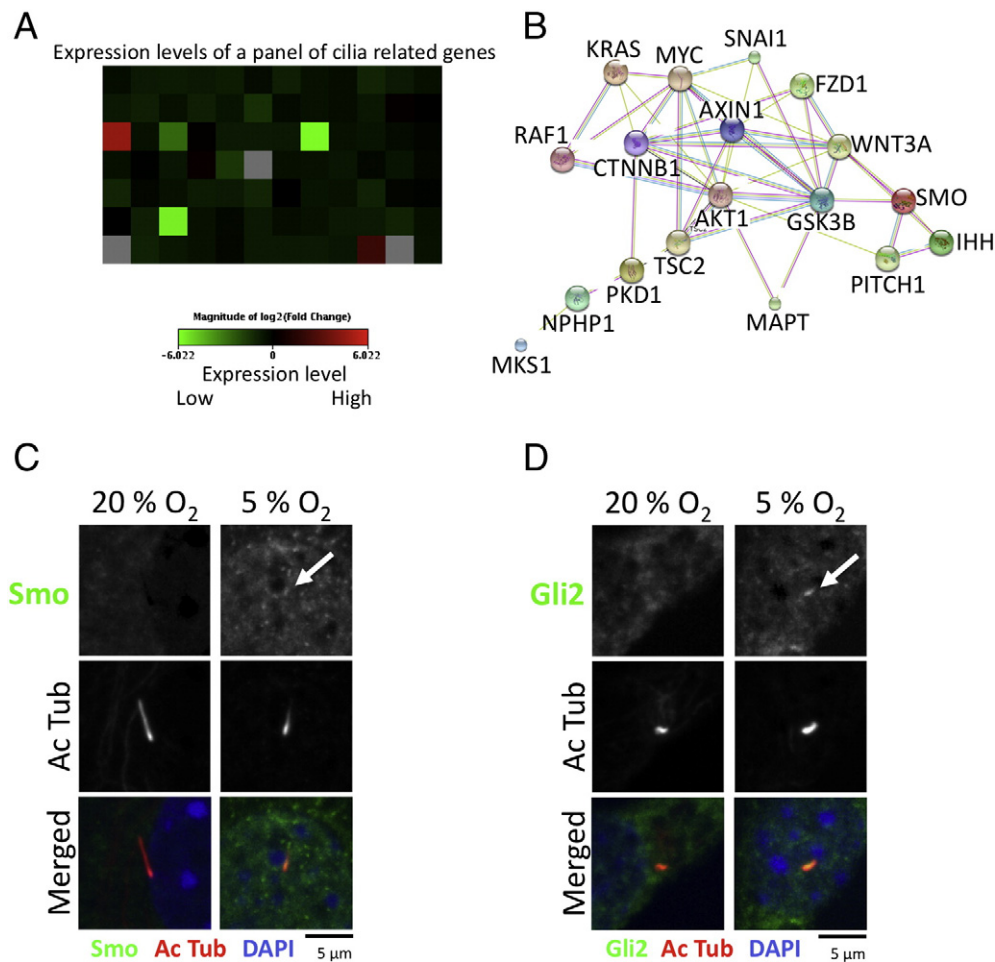 A
Expression levels of a panel of cilia related genes
Magnitude of log2(Fold Change)
-6.022 0 6.022
Expression level
Low High
B
KRAS
MYC
SNAI1
FZD1
AXIN1
RAF1
CTNNB1
WNT3A
AKT1
GSK3B
SMO
TSC2
IHH
PITCH1
PKD1
NPHP1
MAPT
MKS1
C
20 % O₂ 5 % O₂
Smo
Ac Tub
Merged
Smo Ac Tub DAPI
5 µm
D
20 % O₂ 5 % O₂
Gli2
Ac Tub
Merged
Gli2 Ac Tub DAPI
5 µm